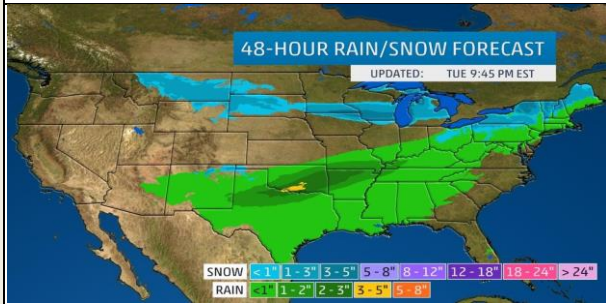 48-HOUR RAIN/SNOW FORECAST
UPDATED: TUE 9:45 PM EST
SNOW <1" 1-3" 3-5" 5-8" 8-12" 12-18" 18-24" >24"
RAIN <1" 1-2" 2-3" 3-5" 5-8"